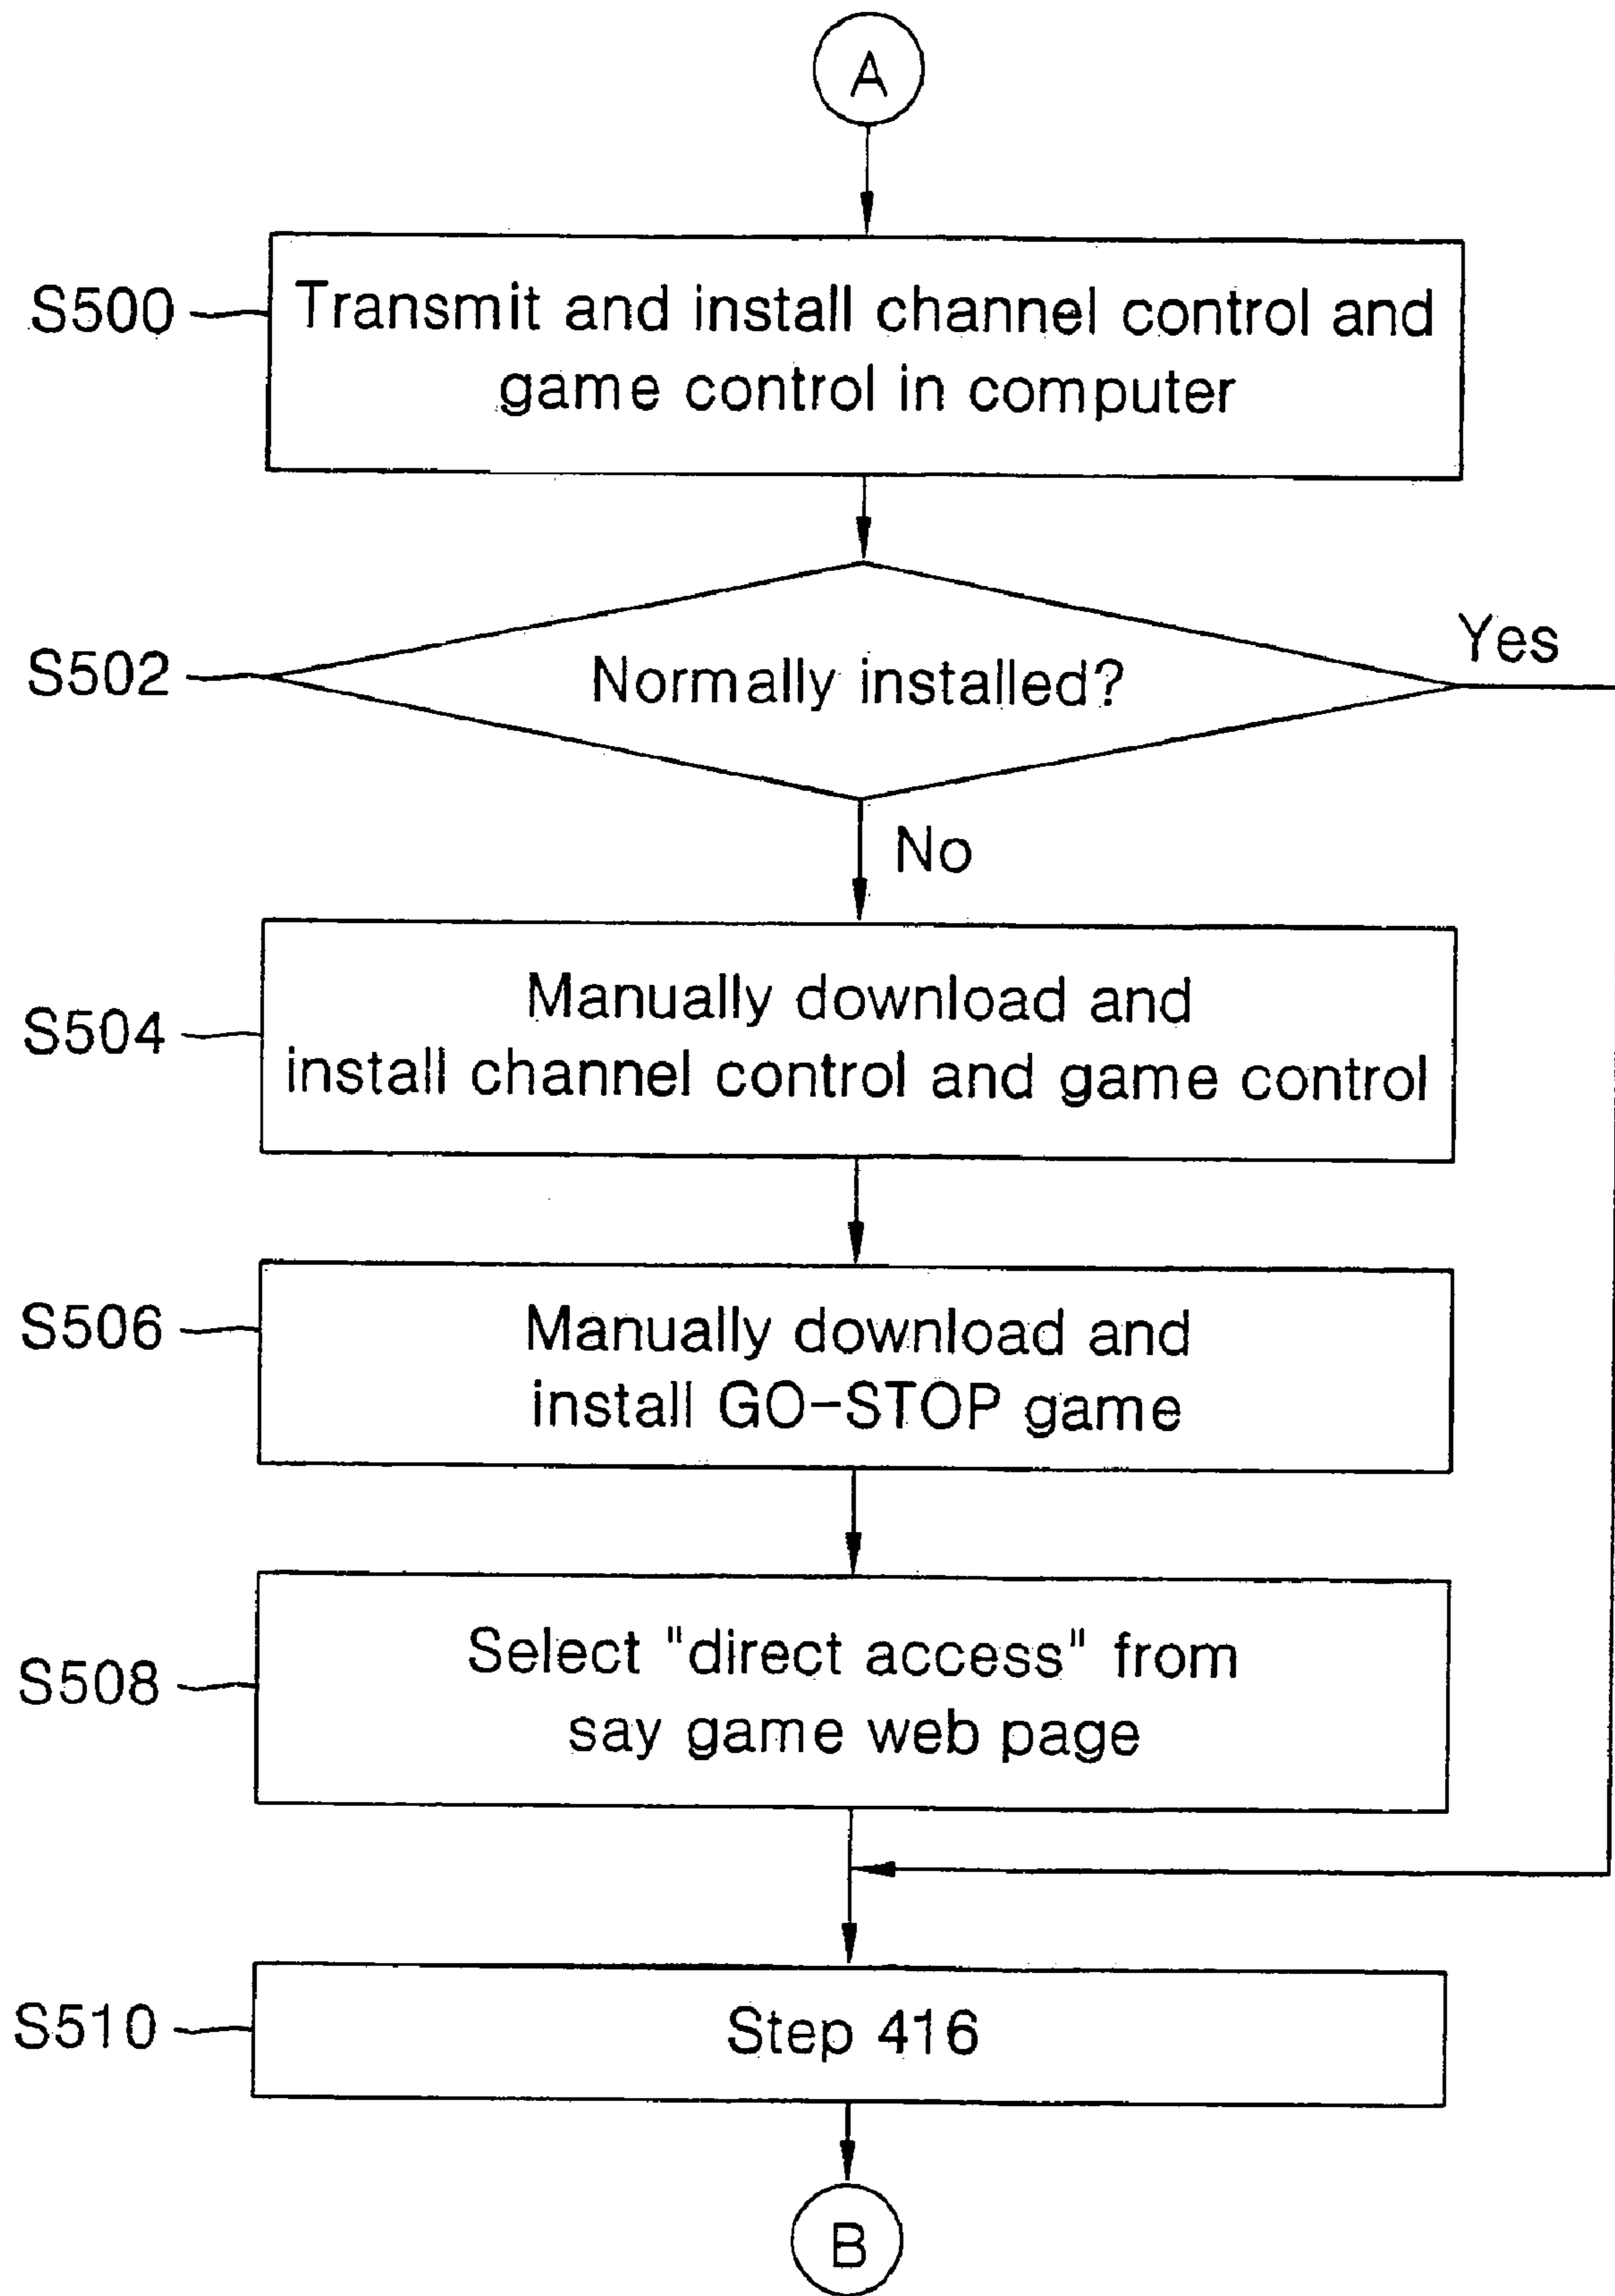 A
S500
Transmit and install channel control and
game control in computer
S502
Normally installed?
Yes
No
S504
Manually download and
install channel control and game control
S506
Manually download and
install GO-STOP game
S508
Select "direct access" from
say game web page
S510
Step 416
B